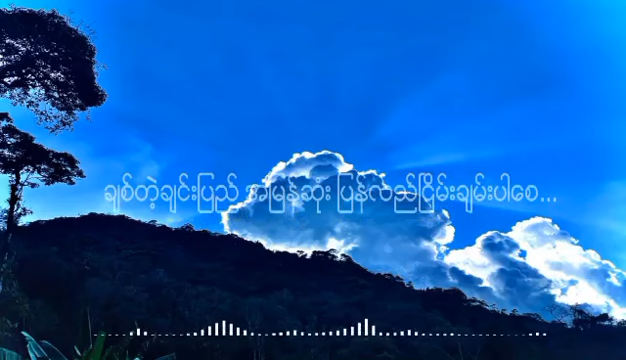 ချစ်တဲ့ချင်းပြည် အမြန်ဆုံး ပြန်လည်ငြိမ်းချမ်းပါစေ...